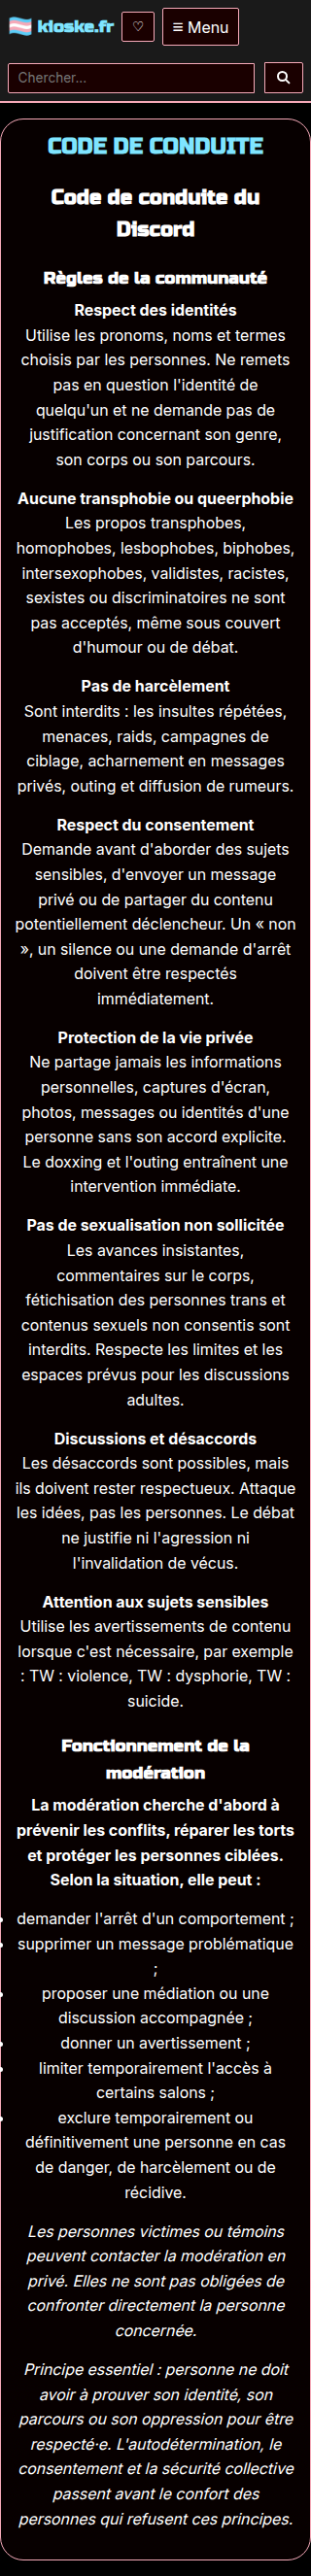 kioske.fr ♡ ≡ Menu
Chercher...
CODE DE CONDUITE
Code de conduite du
Discord
Règles de la communauté
Respect des identités
Utilise les pronoms, noms et termes
choisis par les personnes. Ne remets
pas en question l'identité de
quelqu'un et ne demande pas de
justification concernant son genre,
son corps ou son parcours.
Aucune transphobie ou queerphobie
Les propos transphobes,
homophobes, lesbophobes, biphobes,
intersexophobes, validistes, racistes,
sexistes ou discriminatoires ne sont
pas acceptés, même sous couvert
d'humour ou de débat.
Pas de harcèlement
Sont interdits : les insultes répétées,
menaces, raids, campagnes de
ciblage, acharnement en messages
privés, outing et diffusion de rumeurs.
Respect du consentement
Demande avant d'aborder des sujets
sensibles, d'envoyer un message
privé ou de partager du contenu
potentiellement déclencheur. Un « non
», un silence ou une demande d'arrêt
doivent être respectés
immédiatement.
Protection de la vie privée
Ne partage jamais les informations
personnelles, captures d'écran,
photos, messages ou identités d'une
personne sans son accord explicite.
Le doxxing et l'outing entraînent une
intervention immédiate.
Pas de sexualisation non sollicitée
Les avances insistantes,
commentaires sur le corps,
fétichisation des personnes trans et
contenus sexuels non consentis sont
interdits. Respecte les limites et les
espaces prévus pour les discussions
adultes.
Discussions et désaccords
Les désaccords sont possibles, mais
ils doivent rester respectueux. Attaque
les idées, pas les personnes. Le débat
ne justifie ni l'agression ni
l'invalidation de vécus.
Attention aux sujets sensibles
Utilise les avertissements de contenu
lorsque c'est nécessaire, par exemple
: TW : violence, TW : dysphorie, TW :
suicide.
Fonctionnement de la
modération
La modération cherche d'abord à
prévenir les conflits, réparer les torts
et protéger les personnes ciblées.
Selon la situation, elle peut :
• demander l'arrêt d'un comportement ;
• supprimer un message problématique
;
• proposer une médiation ou une
discussion accompagnée ;
• donner un avertissement ;
• limiter temporairement l'accès à
certains salons ;
• exclure temporairement ou
définitivement une personne en cas
de danger, de harcèlement ou de
récidive.
Les personnes victimes ou témoins
peuvent contacter la modération en
privé. Elles ne sont pas obligées de
confronter directement la personne
concernée.
Principe essentiel : personne ne doit
avoir à prouver son identité, son
parcours ou son oppression pour être
respecté·e. L'autodétermination, le
consentement et la sécurité collective
passent avant le confort des
personnes qui refusent ces principes.